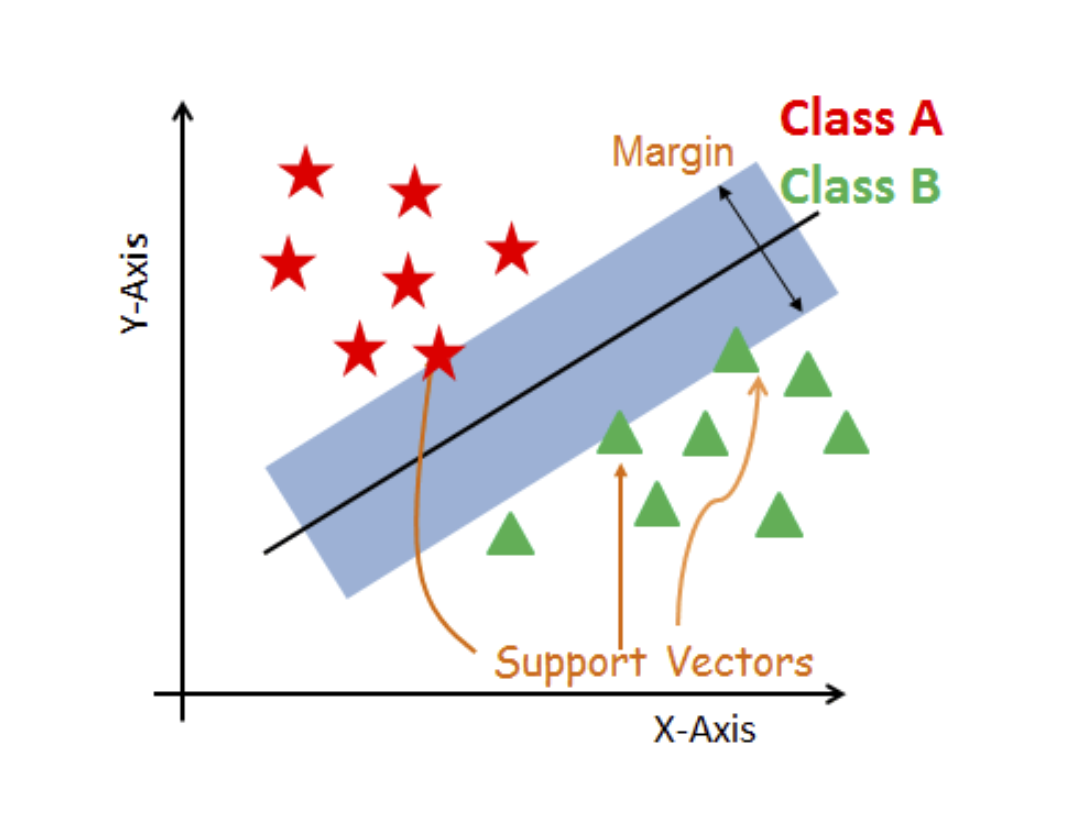 Class A
Margin
Class B
Y-Axis
Support Vectors
X-Axis